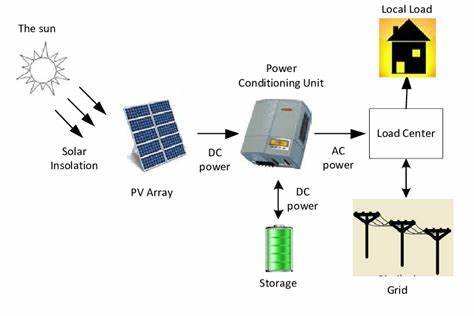 The sun
Local Load
Power
Conditioning Unit
Load Center
Solar
Insolation
PV Array
DC
power
AC
power
DC
power
Storage
Grid